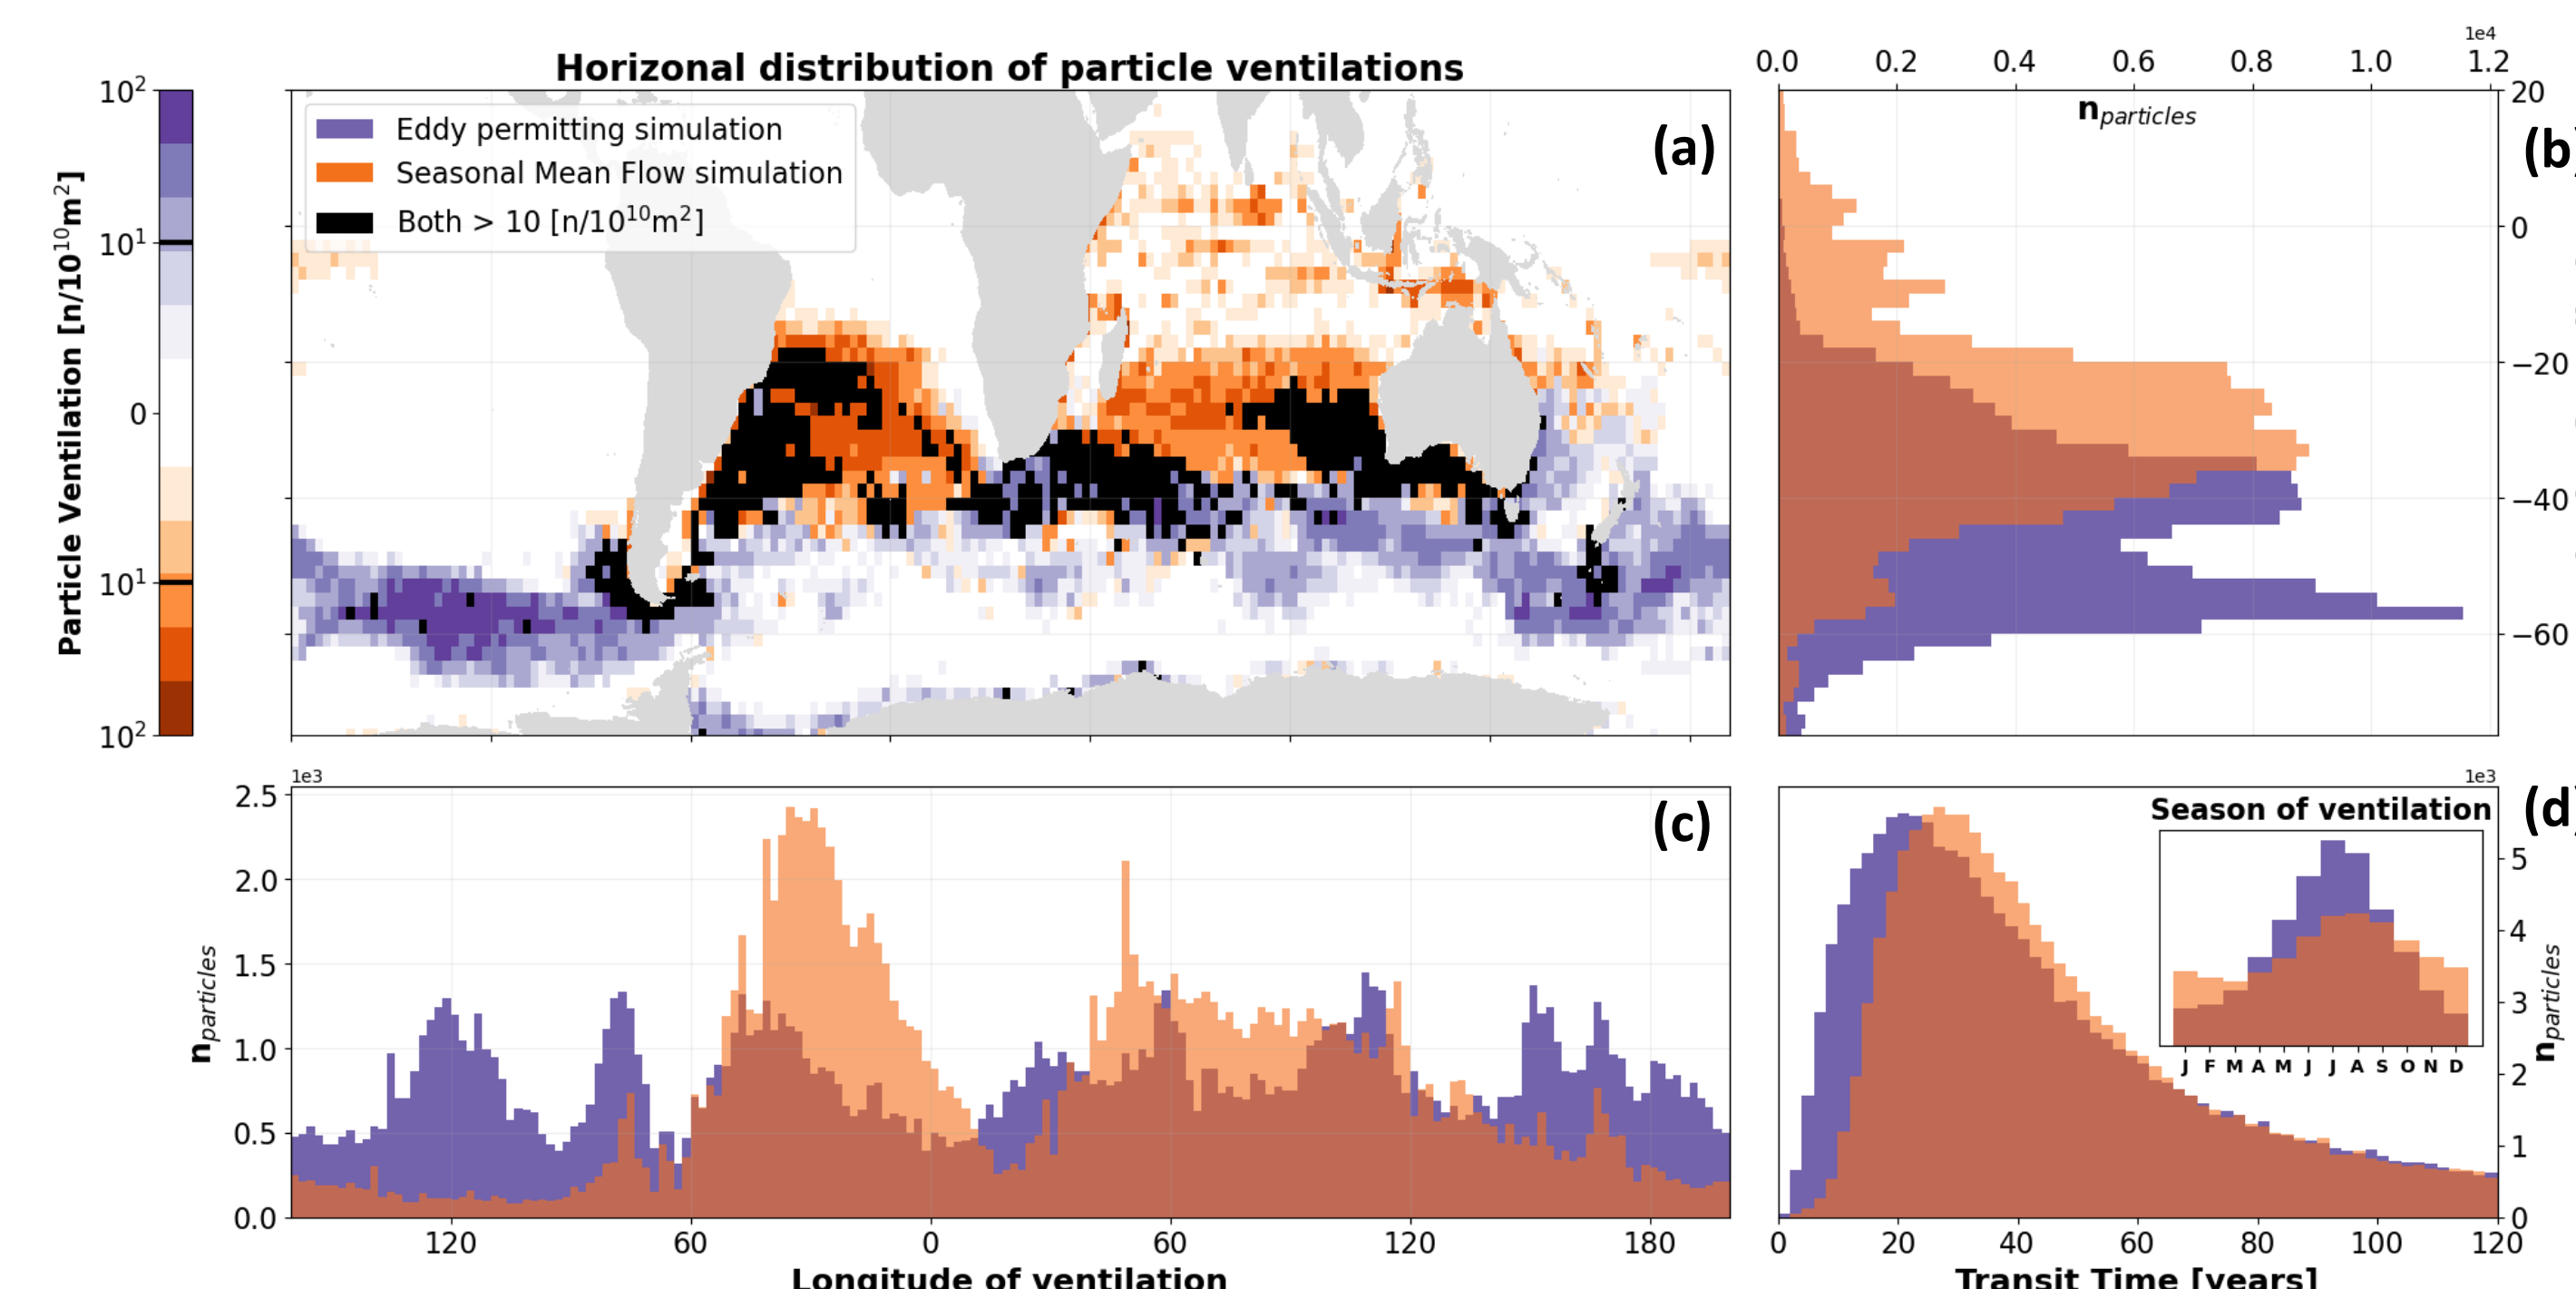 Horizonal distribution of particle ventilations
Particle Ventilation [n/10¹⁰m²]
10²
10¹
0
10¹
10²
Eddy permitting simulation
Seasonal Mean Flow simulation
Both > 10 [n/10¹⁰m²]
(a)
1e4
0.0 0.2 0.4 0.6 0.8 1.0 1.2
n_particles
(b)
20
0
−20
−40
−60
1e3
2.5
2.0
1.5
1.0
0.5
0.0
n_particles
(c)
120 60 0 60 120 180
Longitude of ventilation
1e3
Season of ventilation
(d)
J F M A M J J A S O N D
5
4
3
2
1
0
n_particles
0 20 40 60 80 100 120
Transit Time [years]